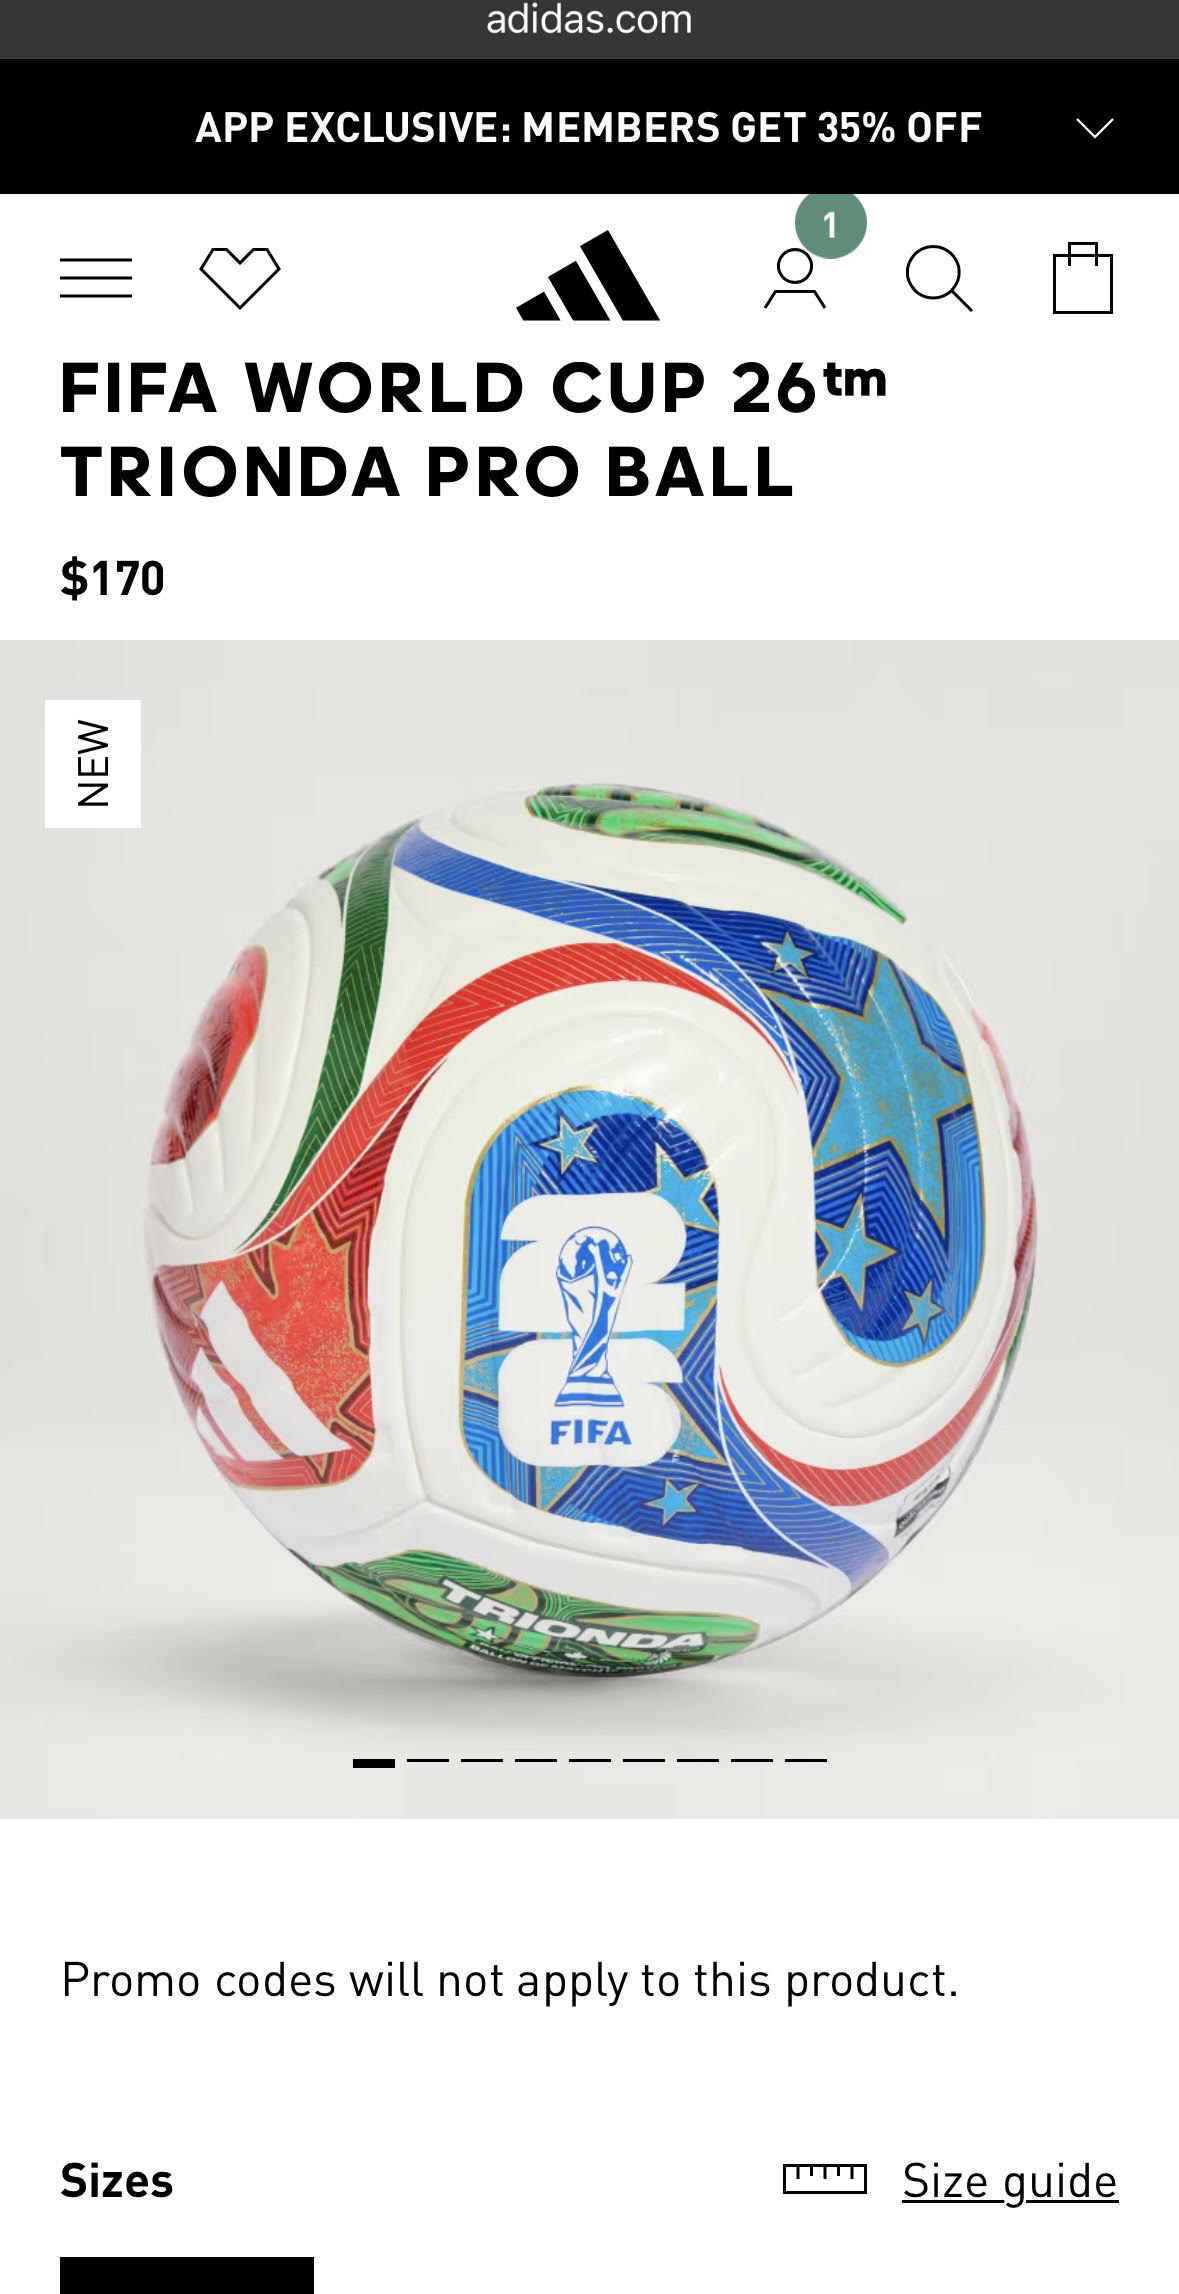 adidas.com
APP EXCLUSIVE: MEMBERS GET 35% OFF
1
FIFA WORLD CUP 26™
TRIONDA PRO BALL
$170
NEW
26
FIFA
TRIONDA
Promo codes will not apply to this product.
Sizes
Size guide